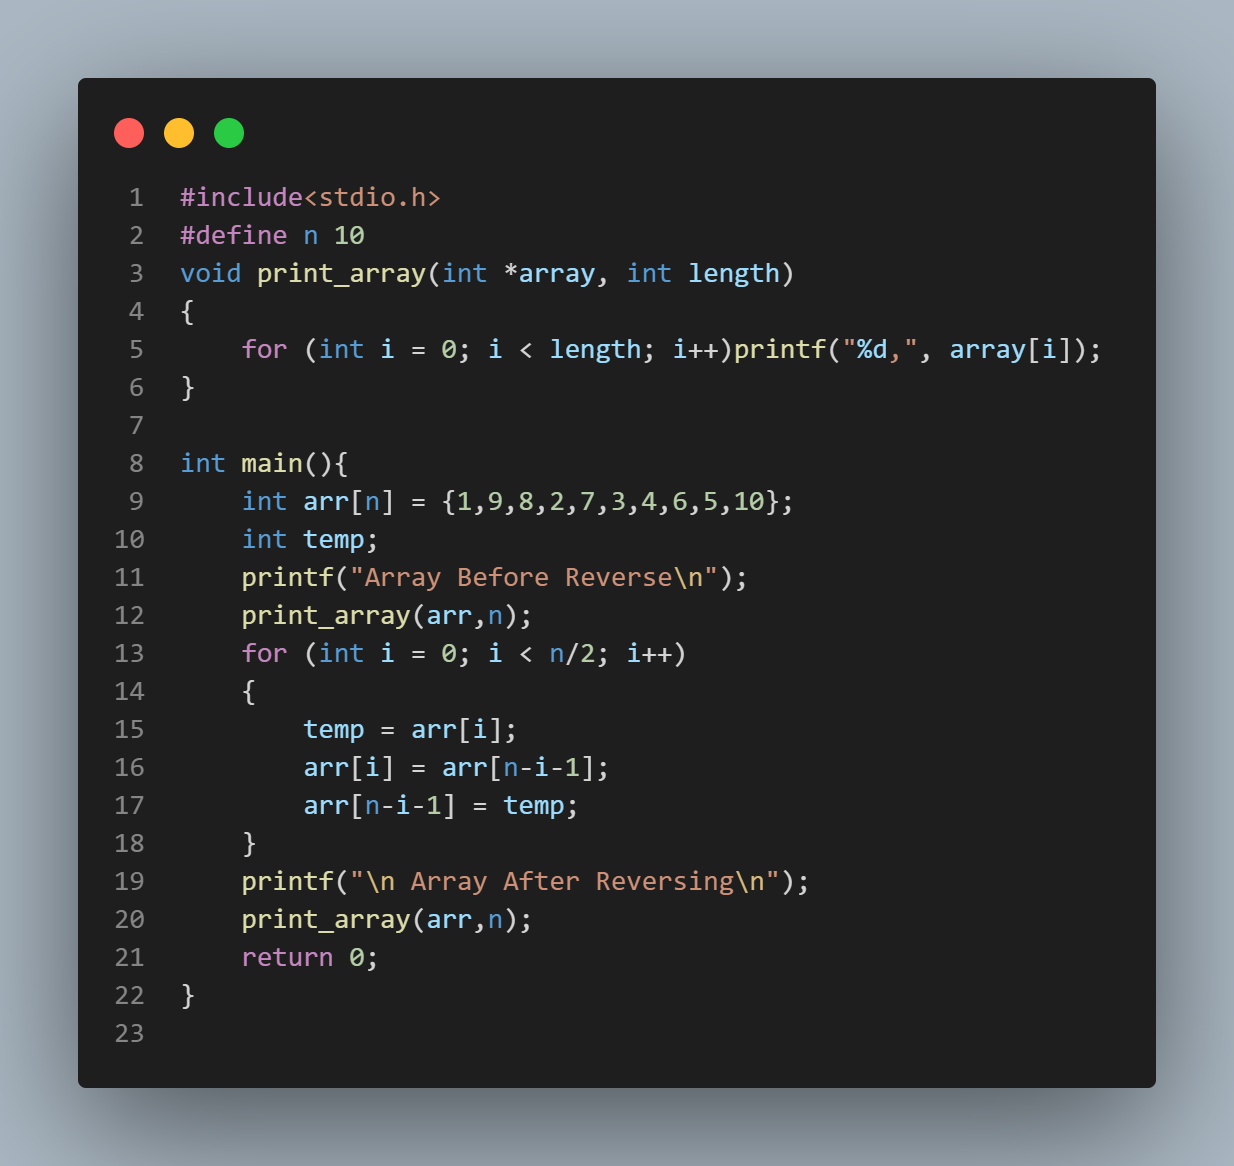 1 #include<stdio.h>
2 #define n 10
3 void print_array(int *array, int length)
4 {
5     for (int i = 0; i < length; i++)printf("%d,", array[i]);
6 }
7
8 int main(){
9     int arr[n] = {1,9,8,2,7,3,4,6,5,10};
10     int temp;
11     printf("Array Before Reverse\n");
12     print_array(arr,n);
13     for (int i = 0; i < n/2; i++)
14     {
15         temp = arr[i];
16         arr[i] = arr[n-i-1];
17         arr[n-i-1] = temp;
18     }
19     printf("\n Array After Reversing\n");
20     print_array(arr,n);
21     return 0;
22 }
23